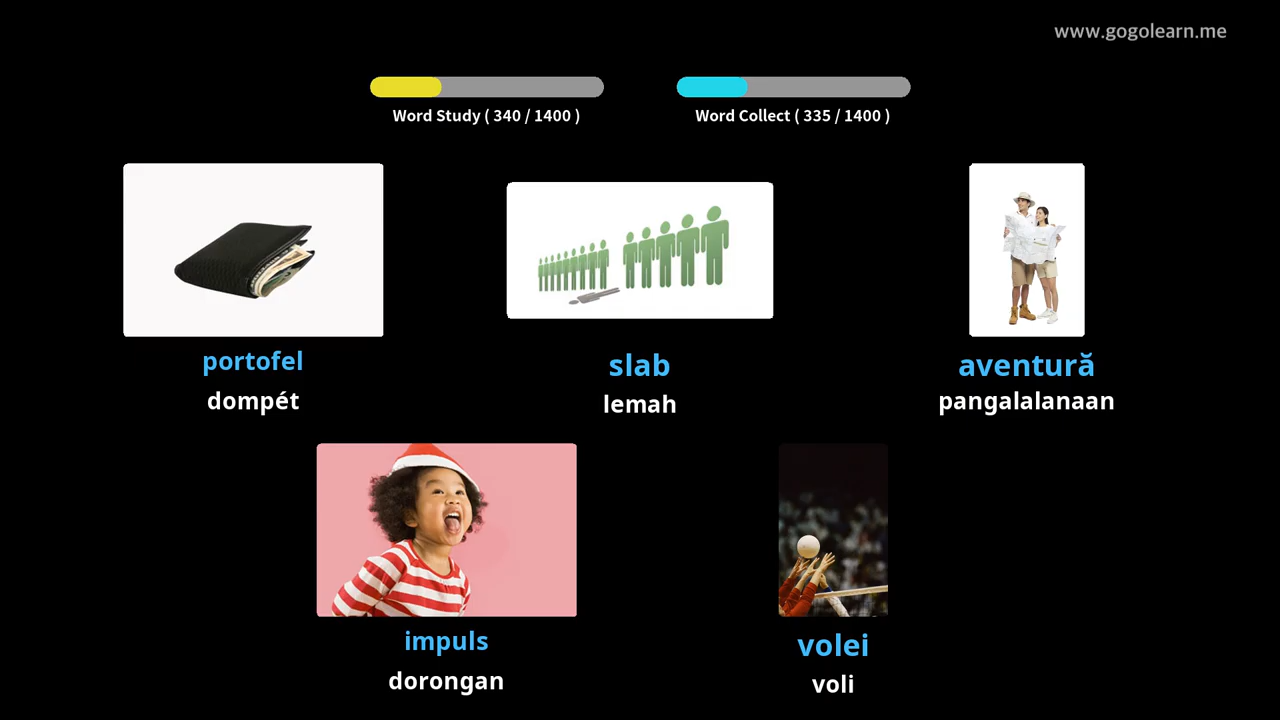 www.gogolearn.me
Word Study ( 340 / 1400 )
Word Collect ( 335 / 1400 )
portofel
dompét
slab
lemah
aventură
pangalalanaan
impuls
dorongan
volei
voli